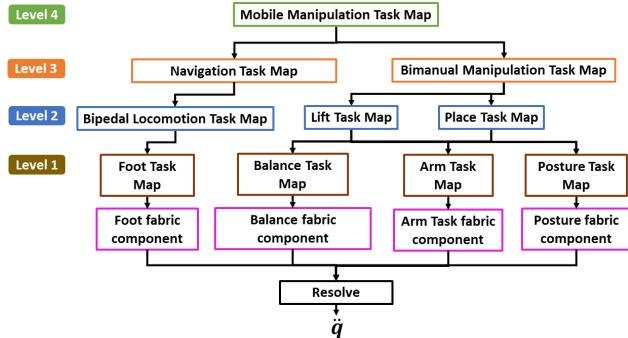 Level 4
Mobile Manipulation Task Map
Level 3
Navigation Task Map
Bimanual Manipulation Task Map
Level 2
Bipedal Locomotion Task Map
Lift Task Map
Place Task Map
Level 1
Foot Task
Map
Balance Task
Map
Arm Task
Map
Posture Task
Map
Foot fabric
component
Balance fabric
component
Arm Task fabric
component
Posture fabric
component
Resolve
q̈